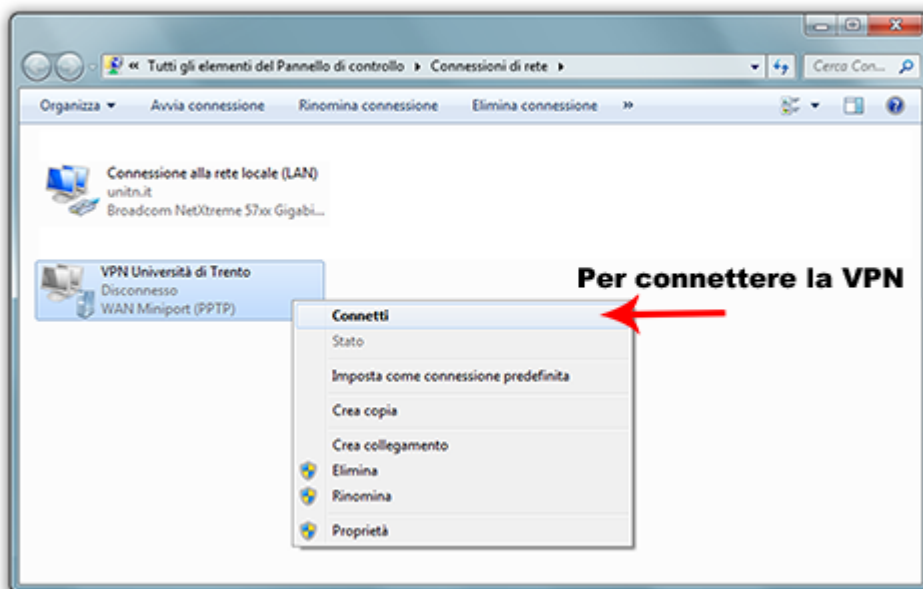 « Tutti gli elementi del Pannello di controllo ▸ Connessioni di rete ▸
Cerca Con...
Organizza
Avvia connessione
Rinomina connessione
Elimina connessione
»
Connessione alla rete locale (LAN)
unitn.it
Broadcom NetXtreme 57xx Gigabi...
VPN Università di Trento
Disconnesso
WAN Miniport (PPTP)
Per connettere la VPN
Connetti
Stato
Imposta come connessione predefinita
Crea copia
Crea collegamento
Elimina
Rinomina
Proprietà